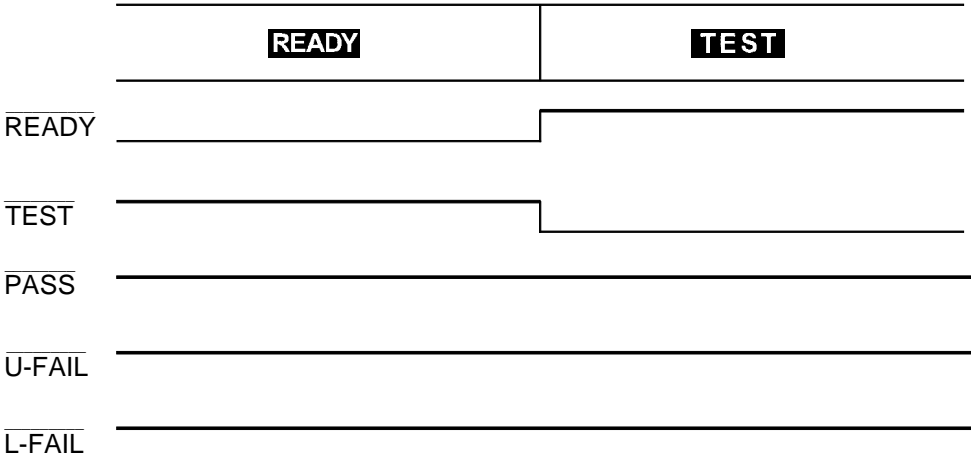 READY TEST
READY
TEST
PASS
U-FAIL
L-FAIL